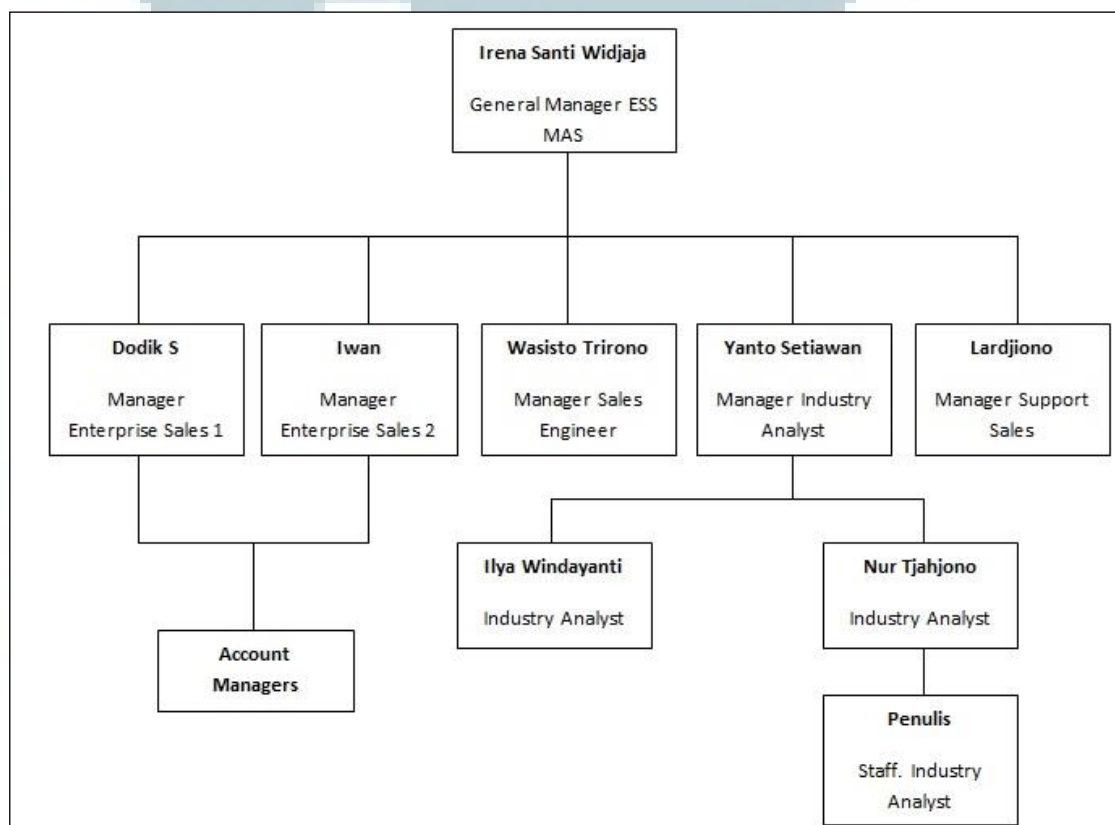 Irena Santi Widjaja
General Manager ESS
MAS
Dodik S
Manager
Enterprise Sales 1
Iwan
Manager
Enterprise Sales 2
Wasisto Trirono
Manager Sales
Engineer
Yanto Setiawan
Manager Industry
Analyst
Lardjiono
Manager Support
Sales
Ilya Windayanti
Industry Analyst
Nur Tjahjono
Industry Analyst
Account
Managers
Penulis
Staff. Industry
Analyst